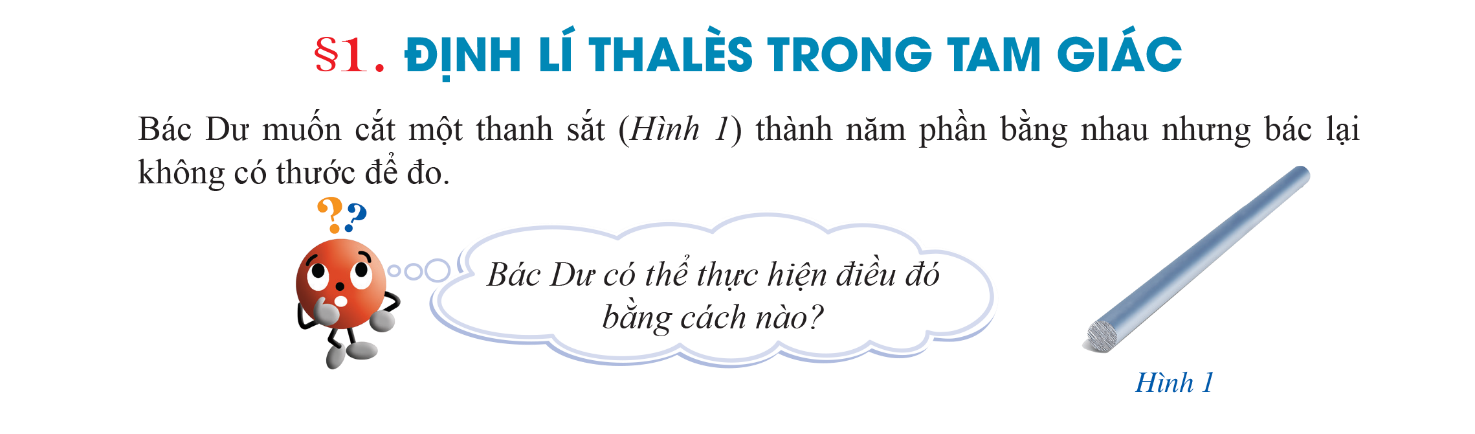 §1. ĐỊNH LÍ THALÈS TRONG TAM GIÁC
Bác Dư muốn cắt một thanh sắt (Hình 1) thành năm phần bằng nhau nhưng bác lại
không có thước để đo.
??
Bác Dư có thể thực hiện điều đó
bằng cách nào?
Hình 1